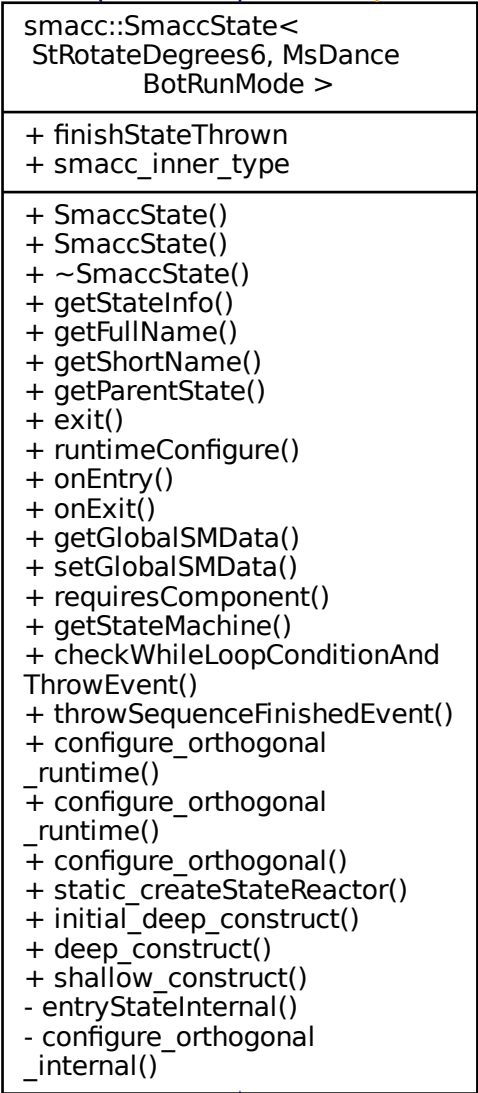 smacc::SmaccState<
StRotateDegrees6, MsDance
BotRunMode >
+ finishStateThrown
+ smacc_inner_type
+ SmaccState()
+ SmaccState()
+ ~SmaccState()
+ getStateInfo()
+ getFullName()
+ getShortName()
+ getParentState()
+ exit()
+ runtimeConfigure()
+ onEntry()
+ onExit()
+ getGlobalSMData()
+ setGlobalSMData()
+ requiresComponent()
+ getStateMachine()
+ checkWhileLoopConditionAnd
ThrowEvent()
+ throwSequenceFinishedEvent()
+ configure_orthogonal
_runtime()
+ configure_orthogonal
_runtime()
+ configure_orthogonal()
+ static_createStateReactor()
+ initial_deep_construct()
+ deep_construct()
+ shallow_construct()
- entryStateInternal()
- configure_orthogonal
_internal()